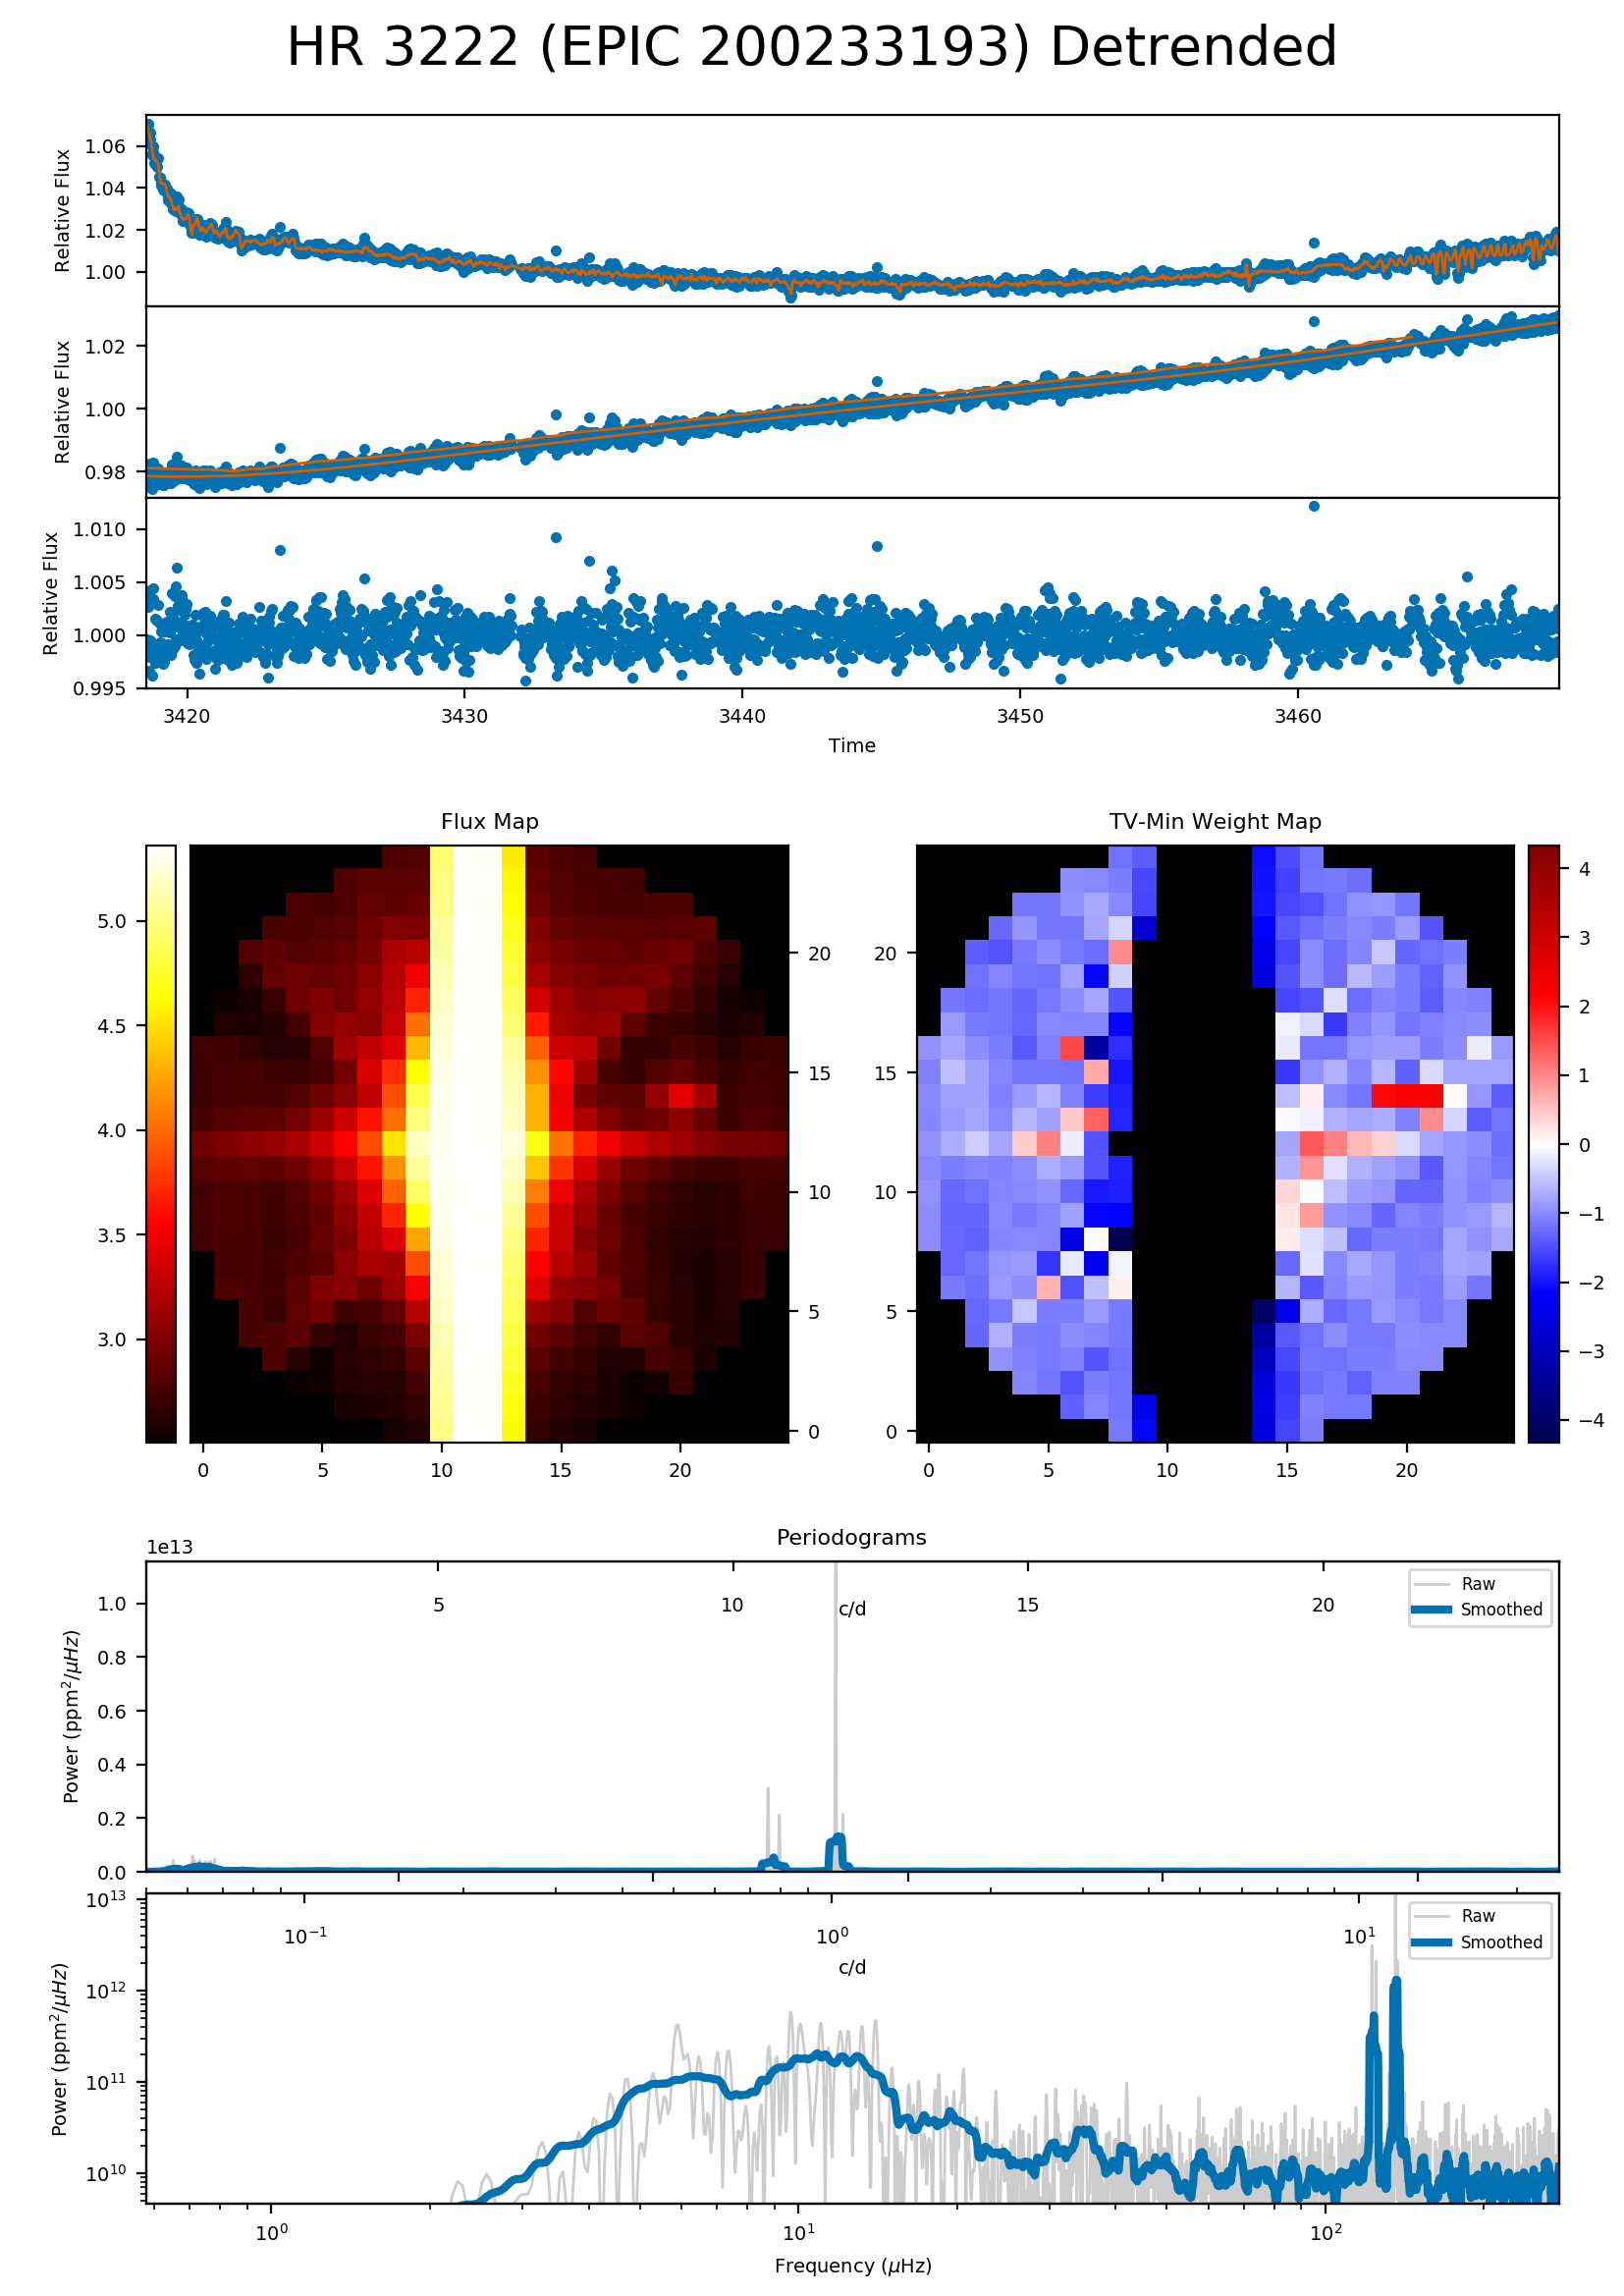 HR 3222 (EPIC 200233193) Detrended
Relative Flux
1.06
1.04
1.02
1.00
Relative Flux
1.02
1.00
0.98
Relative Flux
1.010
1.005
1.000
0.995
3420 3430 3440 3450 3460
Time
Flux Map
5.0
4.5
4.0
3.5
3.0
20
15
10
5
0
0 5 10 15 20
TV-Min Weight Map
20
15
10
5
0
0 5 10 15 20
4
3
2
1
0
−1
−2
−3
−4
Periodograms
1e13
Power (ppm²/μHz)
1.0
0.8
0.6
0.4
0.2
0.0
5 10 15 20
c/d
Raw
Smoothed
Power (ppm²/μHz)
10¹³
10¹²
10¹¹
10¹⁰
10⁻¹ 10⁰ 10¹
c/d
Raw
Smoothed
10⁰ 10¹ 10²
Frequency (μHz)